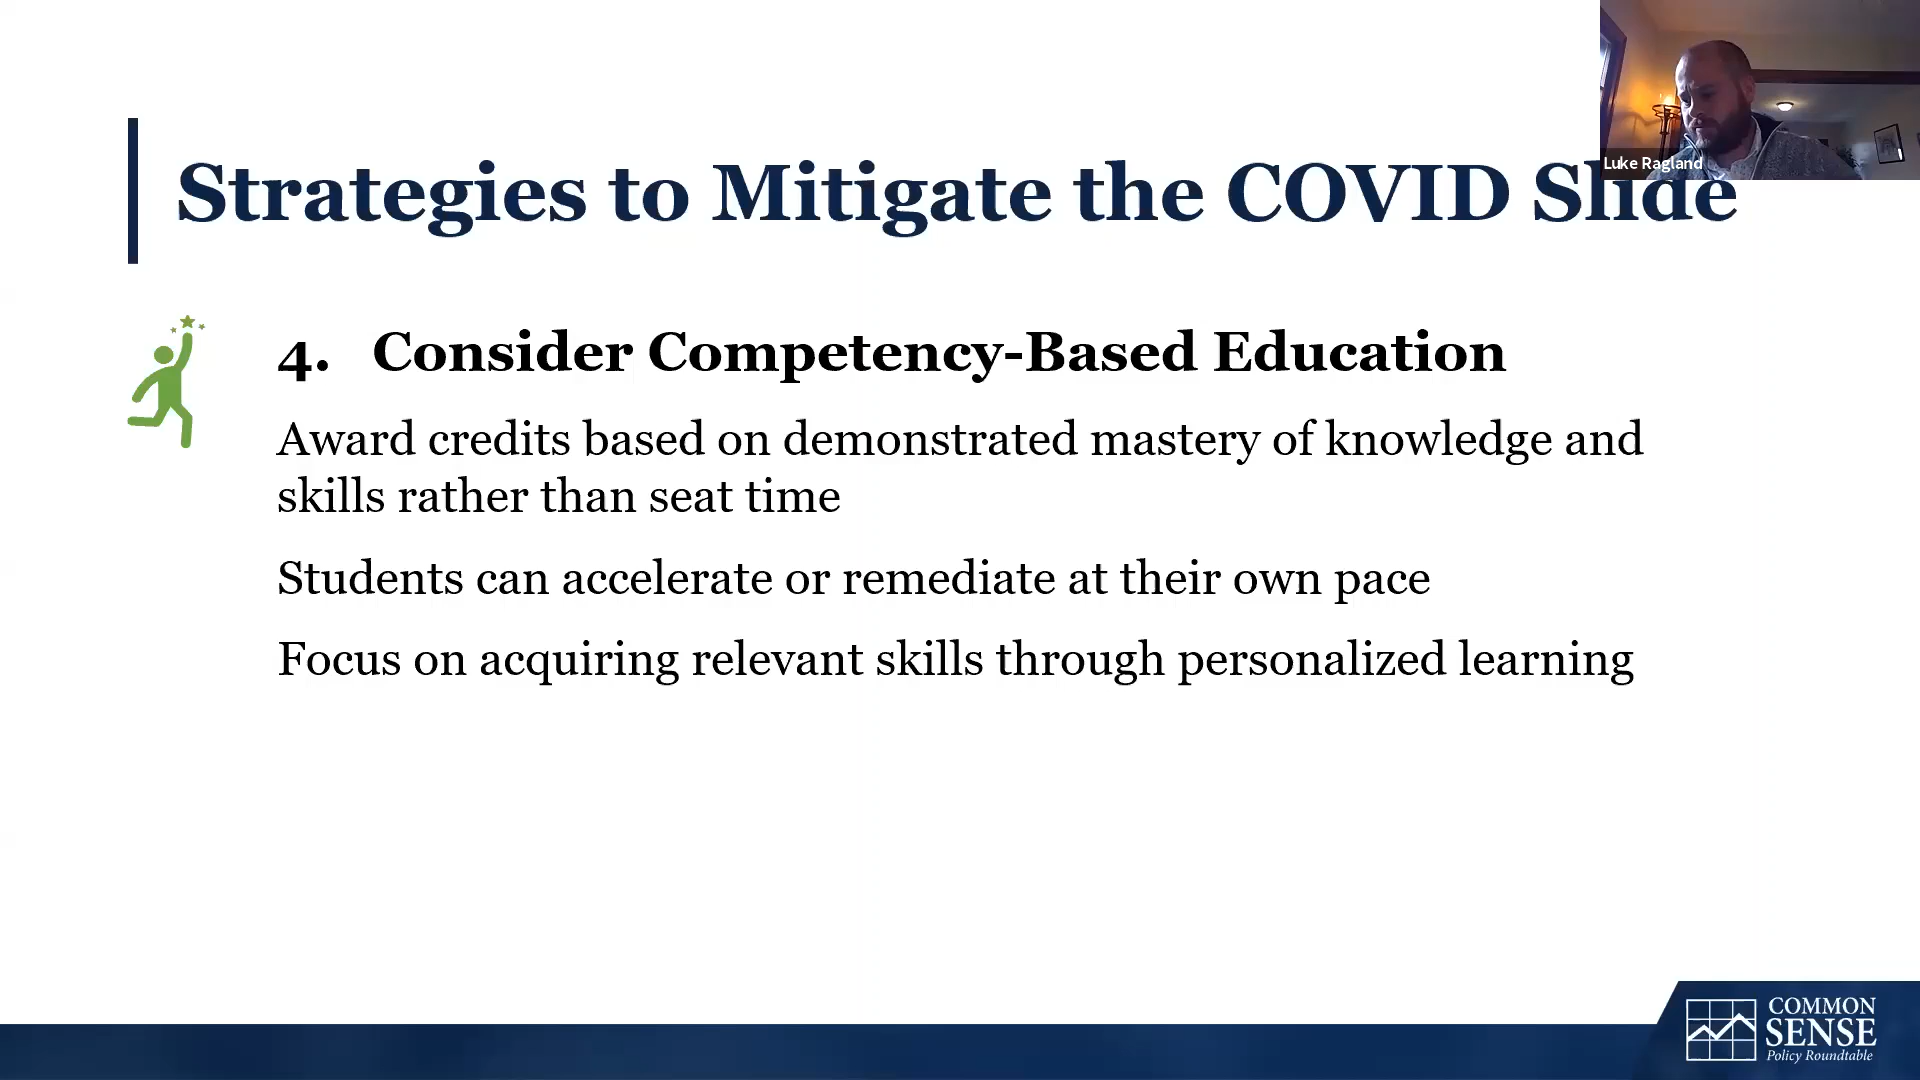 Luke Ragland
Strategies to Mitigate the COVID Slide
4. Consider Competency-Based Education
Award credits based on demonstrated mastery of knowledge and
skills rather than seat time
Students can accelerate or remediate at their own pace
Focus on acquiring relevant skills through personalized learning
COMMON
SENSE
Policy Roundtable